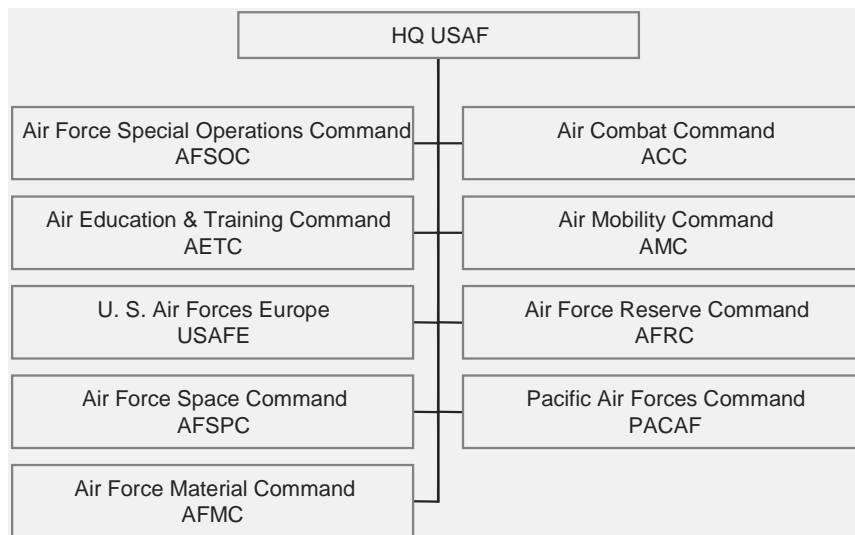 HQ USAF
Air Force Special Operations Command
AFSOC
Air Combat Command
ACC
Air Education & Training Command
AETC
Air Mobility Command
AMC
U. S. Air Forces Europe
USAFE
Air Force Reserve Command
AFRC
Air Force Space Command
AFSPC
Pacific Air Forces Command
PACAF
Air Force Material Command
AFMC